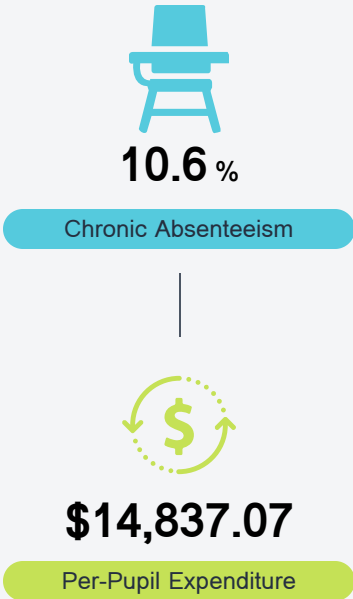 10.6 %
Chronic Absenteeism
$
$14,837.07
Per-Pupil Expenditure